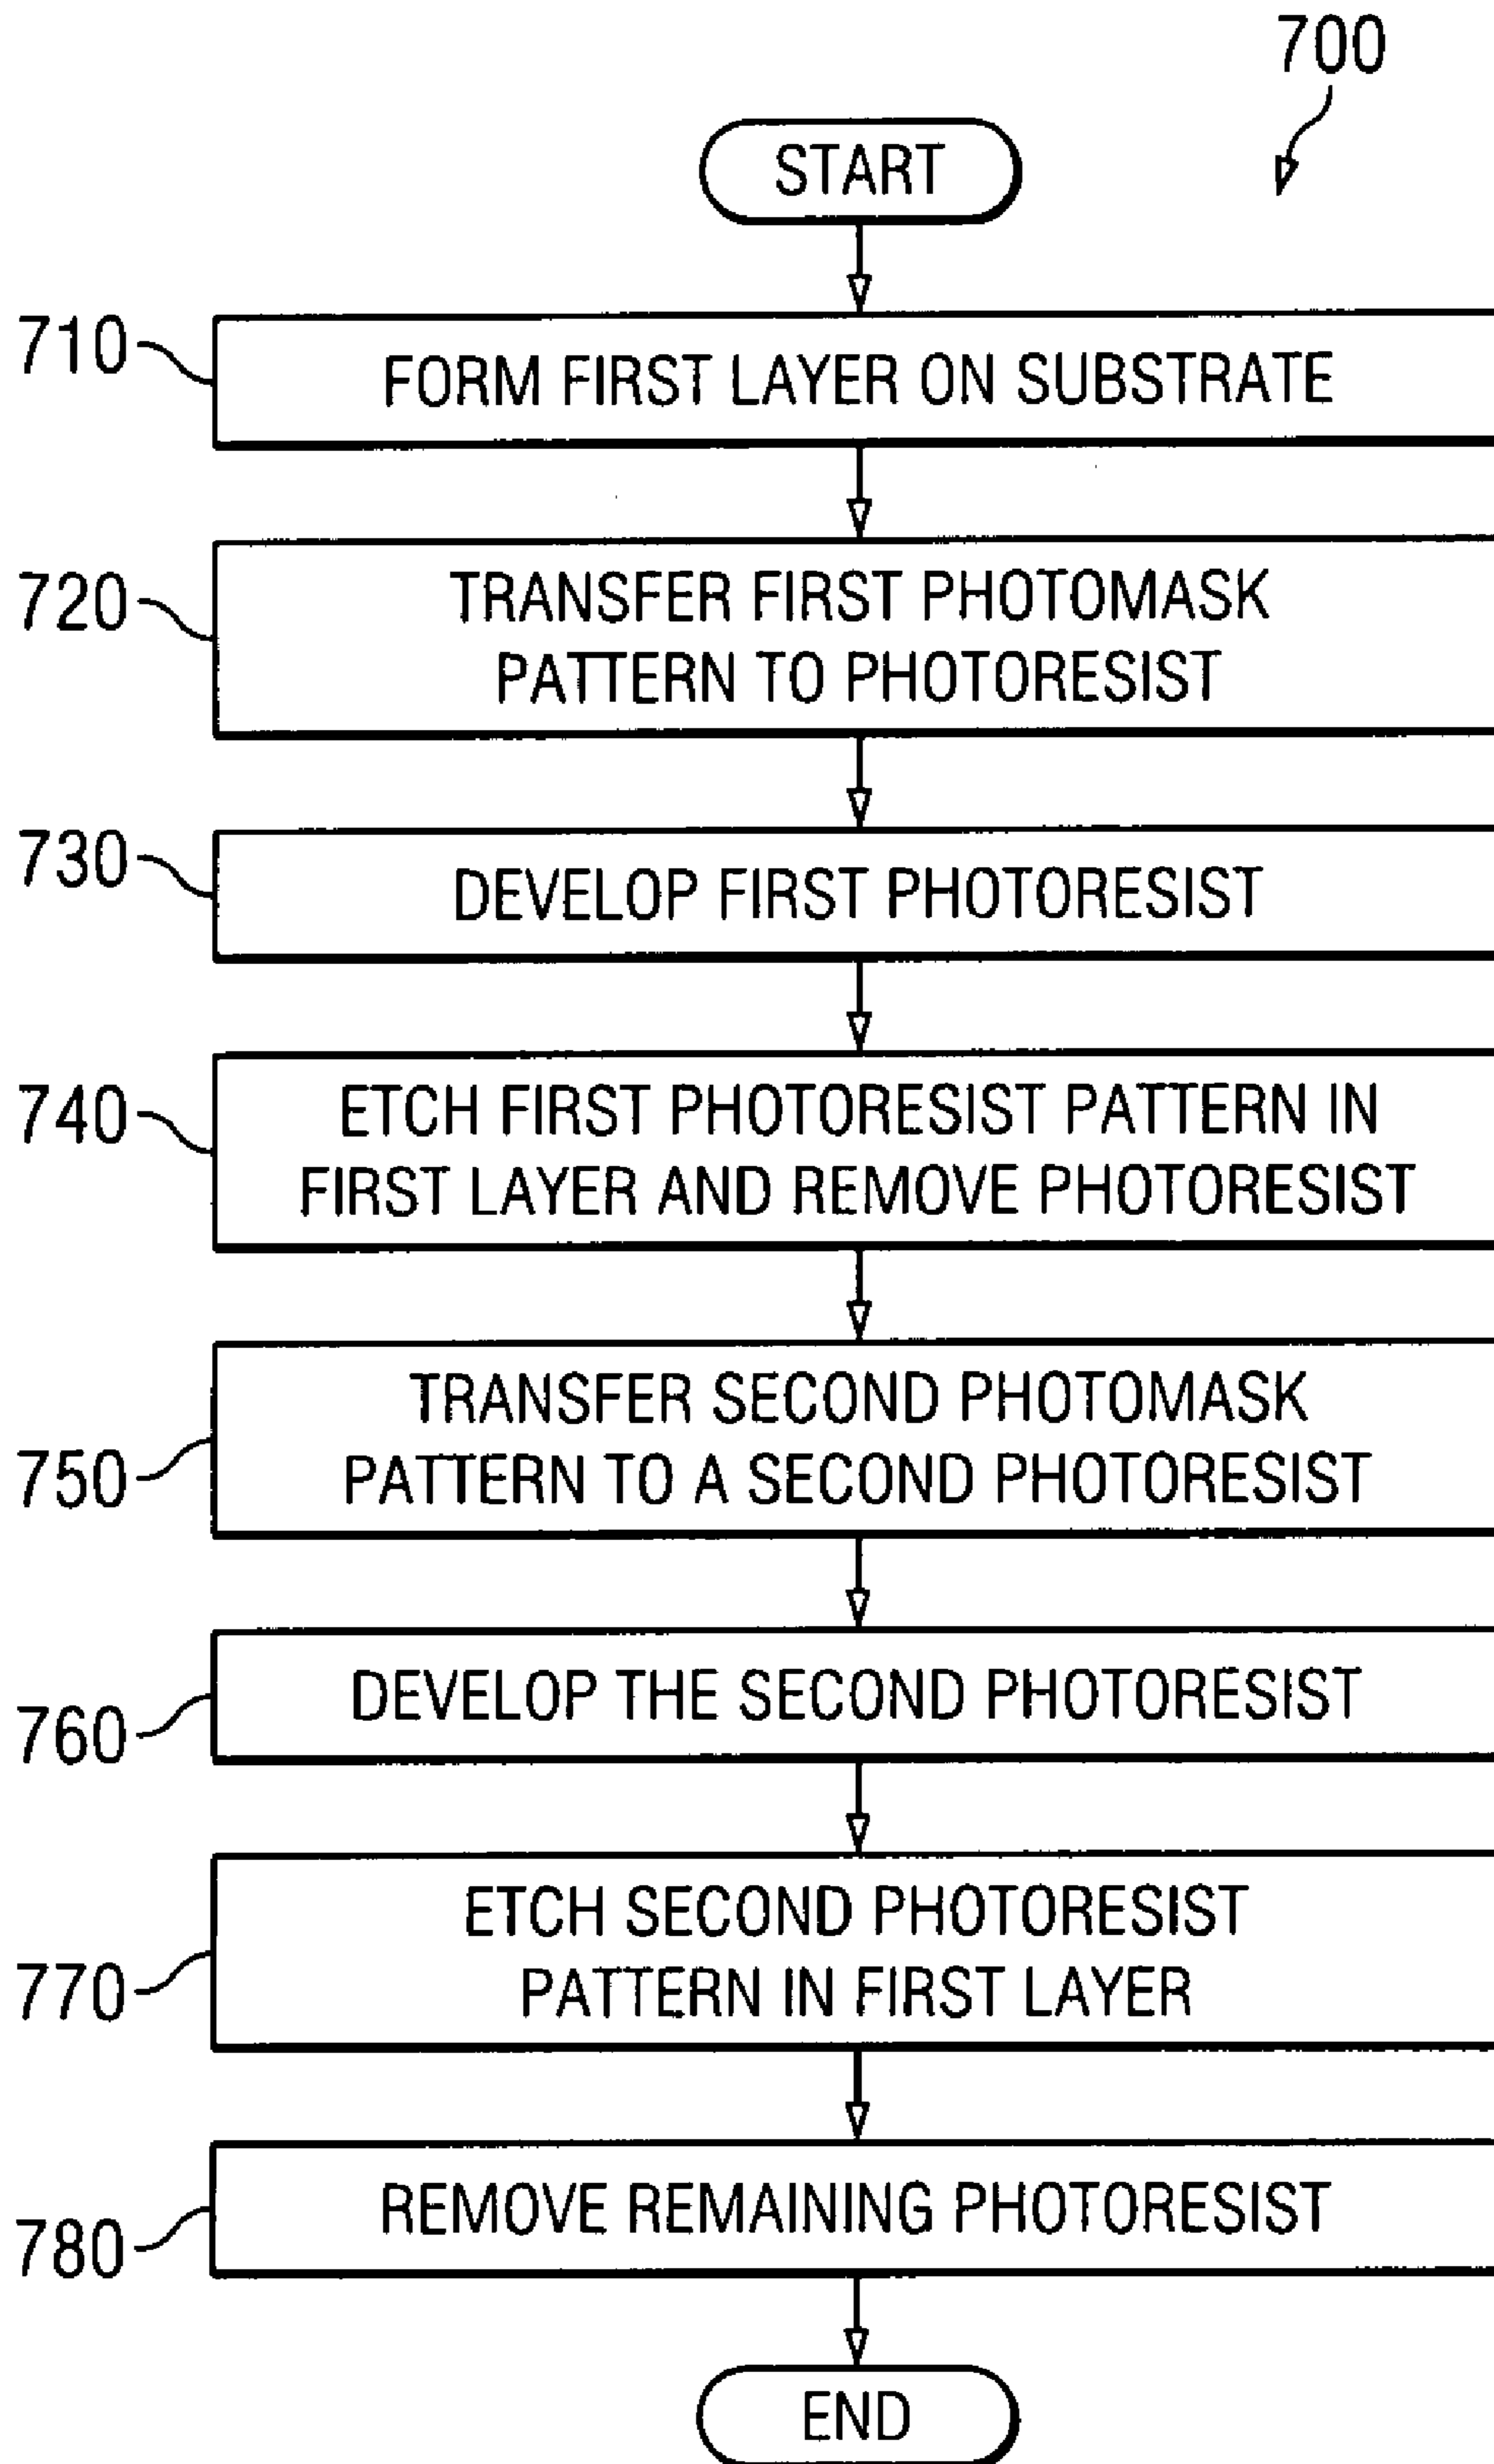 700
START
710
FORM FIRST LAYER ON SUBSTRATE
720
TRANSFER FIRST PHOTOMASK
PATTERN TO PHOTORESIST
730
DEVELOP FIRST PHOTORESIST
740
ETCH FIRST PHOTORESIST PATTERN IN
FIRST LAYER AND REMOVE PHOTORESIST
750
TRANSFER SECOND PHOTOMASK
PATTERN TO A SECOND PHOTORESIST
760
DEVELOP THE SECOND PHOTORESIST
770
ETCH SECOND PHOTORESIST
PATTERN IN FIRST LAYER
780
REMOVE REMAINING PHOTORESIST
END